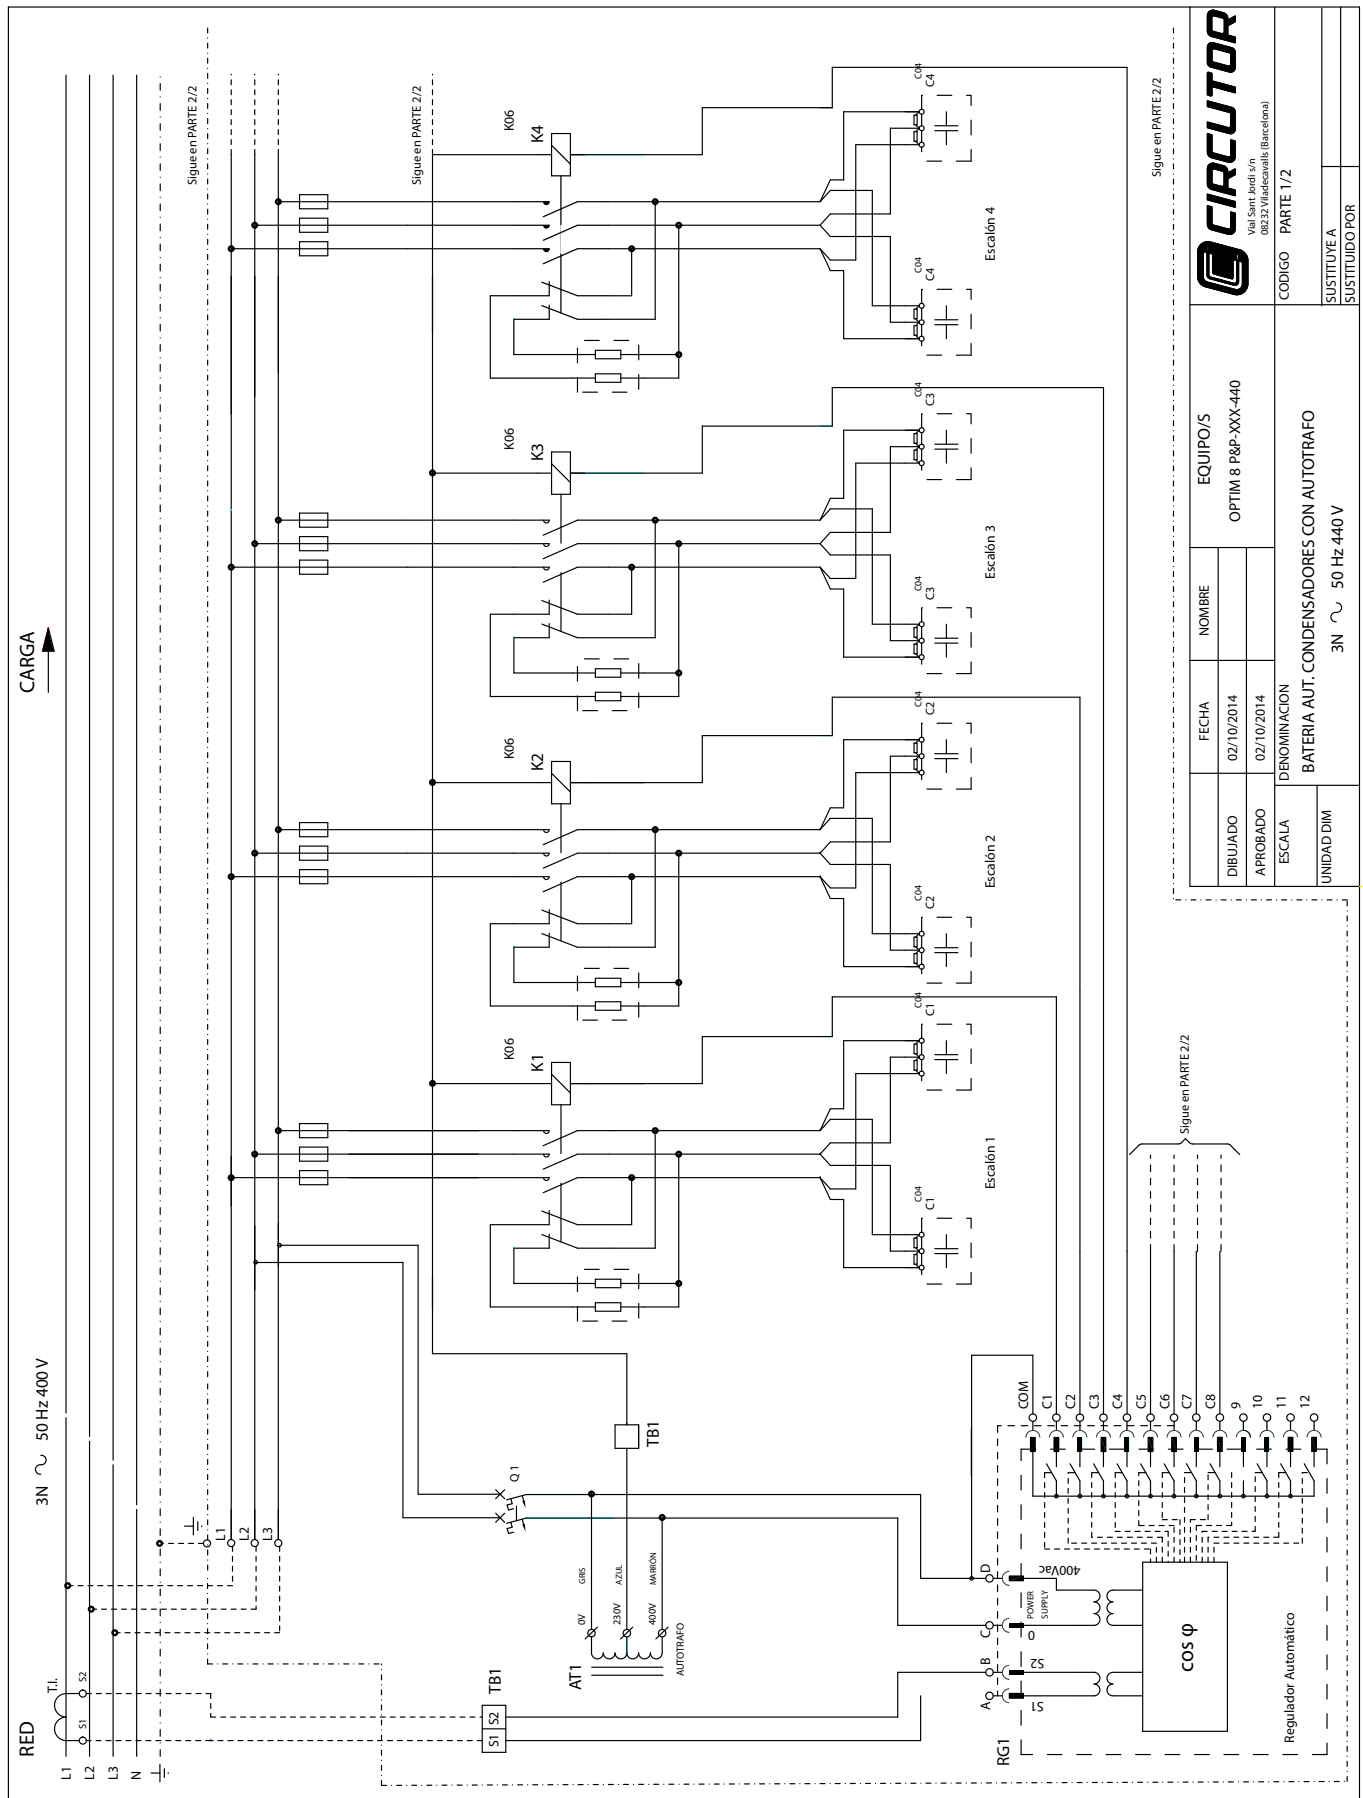 RED
3N ∿ 50 Hz 400 V
CARGA
T.I.
S1
S2
L1
L2
L3
N
L1
L2
L3
Sigue en PARTE 2/2
Sigue en PARTE 2/2
Sigue en PARTE 2/2
K06
K1
K06
K2
K06
K3
K06
K4
Q1
TB1
S1 S2
AT1
0V
GRIS
230V
AZUL
400V
MARRÓN
AUTOTRAFO
TB1
C04
C1
C04
C1
Escalón 1
C04
C2
C04
C2
Escalón 2
C04
C3
C04
C3
Escalón 3
C04
C4
C04
C4
Escalón 4
RG1
A
B
C
D
S1
S2
0
POWER
SUPPLY
400Vac
cos φ
Regulador Automático
COM
C1
C2
C3
C4
C5
C6
C7
C8
9
10
11
12
Sigue en PARTE 2/2
FECHA
NOMBRE
EQUIPO/S
DIBUJADO
02/10/2014
OPTIM 8 P&P-XXX-440
APROBADO
02/10/2014
ESCALA
DENOMINACION
BATERIA AUT. CONDENSADORES CON AUTOTRAFO
3N ∿ 50 Hz 440 V
UNIDAD DIM
CIRCUTOR
Vial Sant Jordi s/n
08232 Viladecavalls (Barcelona)
CODIGO
PARTE 1/2
SUSTITUYE A
SUSTITUIDO POR